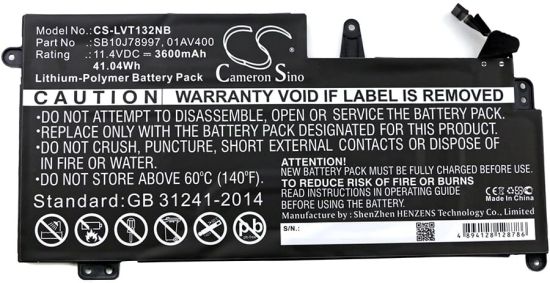 Model No.: CS-LVT132NB
Part No.: SB10J78997, 01AV400
Rating: 11.4VDC ⎓ 3600mAh
41.04Wh
Lithium-Polymer Battery Pack
CS
Cameron Sino
CAUTION WARRANTY VOID IF LABEL IS REMOVED
•DO NOT ATTEMPT TO DISASSEMBLE, OPEN OR SERVICE THE BATTERY PACK.
•REPLACE ONLY WITH THE BATTERY PACK DESIGNATED FOR THIS PRODUCT.
•DO NOT CRUSH, PUNCTURE, SHORT EXTERNAL CONTACTS OR DISPOSE OF
IN FIRE OR WATER.
•DO NOT STORE ABOVE 60℃ (140℉).
Standard: GB 31241-2014
ATTENTION!
NEW BATTERY PACK MUST BE FULLY CHARGED BEFORE USE
TO REDUCE RISK OF FIRE OR BURNS
READ INSTRUCTIONS IN OPERATING GUIDE BEFORE USE.
Manufacturer by: ShenZhen HENZENS Technology Co., Limited
Made in China
Pb
S/N.:
4 894128 128786